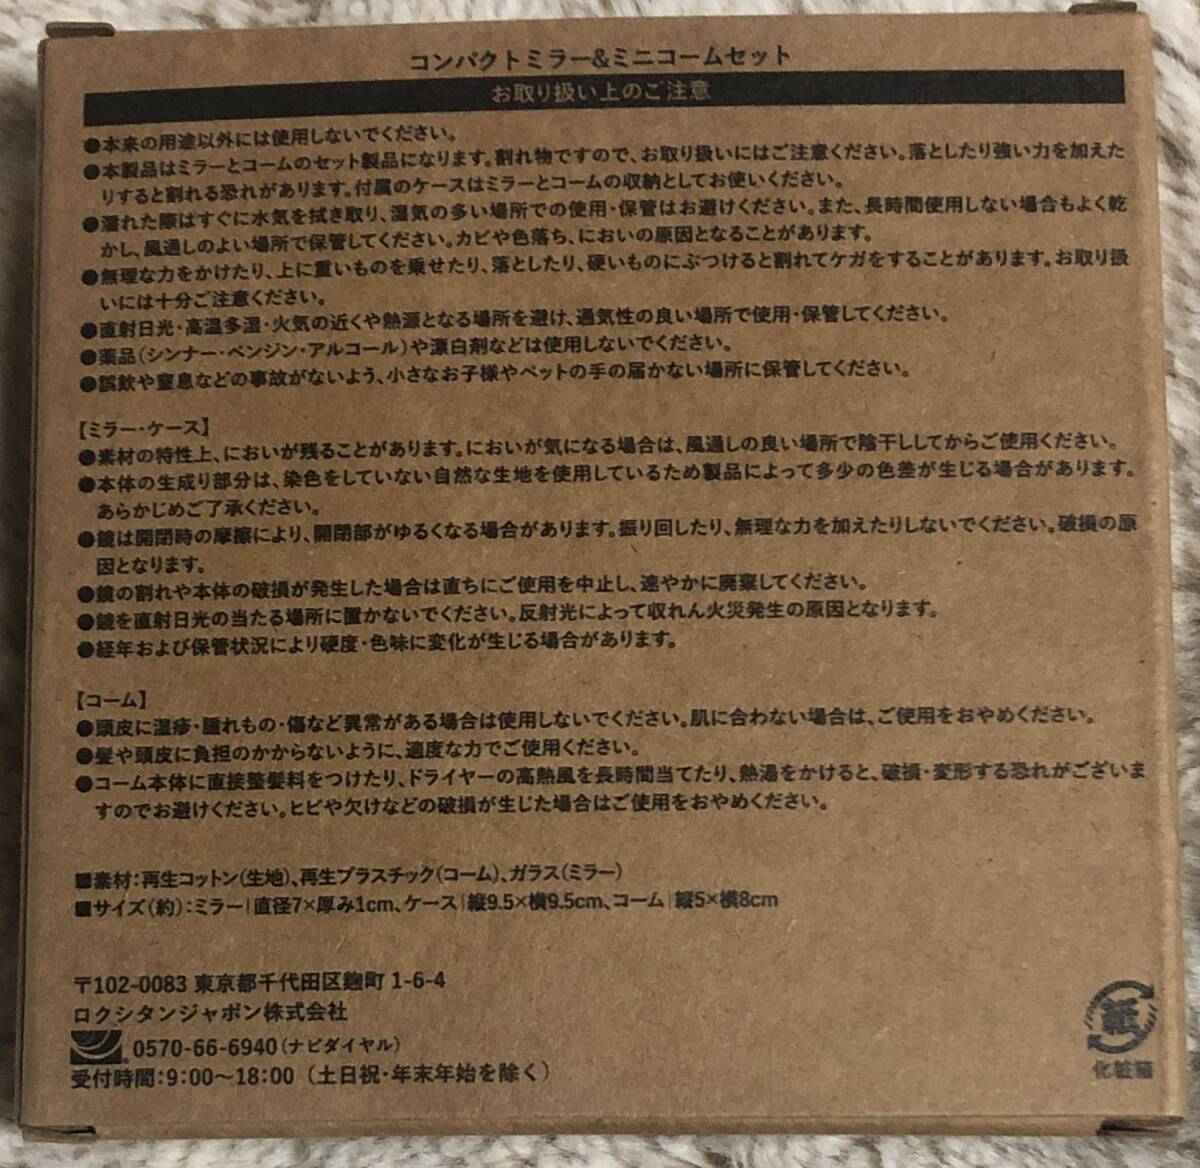 コンパクトミラー&ミニコームセット
お取り扱い上のご注意
●本来の用途以外には使用しないでください。
●本製品はミラーとコームのセット製品になります。割れ物ですので、お取り扱いにはご注意ください。落としたり強い力を加えた
りすると割れる恐れがあります。付属のケースはミラーとコームの収納としてお使いください。
●濡れた際はすぐに水気を拭き取り、湿気の多い場所での使用・保管はお避けください。また、長時間使用しない場合もよく乾
かし、風通しのよい場所で保管してください。カビや色落ち、においの原因となることがあります。
●無理な力をかけたり、上に重いものを乗せたり、落としたり、硬いものにぶつけると割れてケガをすることがあります。お取り扱
いには十分ご注意ください。
●直射日光・高温多湿・火気の近くや熱源となる場所を避け、通気性の良い場所で使用・保管してください。
●薬品(シンナー・ベンジン・アルコール)や漂白剤などは使用しないでください。
●誤飲や窒息などの事故がないよう、小さなお子様やペットの手の届かない場所に保管してください。
【ミラー・ケース】
●素材の特性上、においが残ることがあります。においが気になる場合は、風通しの良い場所で陰干ししてからご使用ください。
●本体の生成り部分は、染色をしていない自然な生地を使用しているため製品によって多少の色差が生じる場合があります。
あらかじめご了承ください。
●鏡は開閉時の摩擦により、開閉部がゆるくなる場合があります。振り回したり、無理な力を加えたりしないでください。破損の原
因となります。
●鏡の割れや本体の破損が発生した場合は直ちにご使用を中止し、速やかに廃棄してください。
●鏡を直射日光の当たる場所に置かないでください。反射光によって収れん火災発生の原因となります。
●経年および保管状況により硬度・色味に変化が生じる場合があります。
【コーム】
●頭皮に湿疹・腫れもの・傷など異常がある場合は使用しないでください。肌に合わない場合は、ご使用をおやめください。
●髪や頭皮に負担のかからないように、適度な力でご使用ください。
●コーム本体に直接整髪料をつけたり、ドライヤーの高熱風を長時間当てたり、熱湯をかけると、破損・変形する恐れがございま
すのでお避けください。ヒビや欠けなどの破損が生じた場合はご使用をおやめください。
■素材:再生コットン(生地)、再生プラスチック(コーム)、ガラス(ミラー)
■サイズ(約):ミラー|直径7×厚み1cm、ケース|縦9.5×横9.5cm、コーム|縦5×横8cm
〒102-0083 東京都千代田区麹町 1-6-4
ロクシタンジャポン株式会社
0570-66-6940(ナビダイヤル)
受付時間:9:00〜18:00 (土日祝・年末年始を除く)
紙
化粧箱